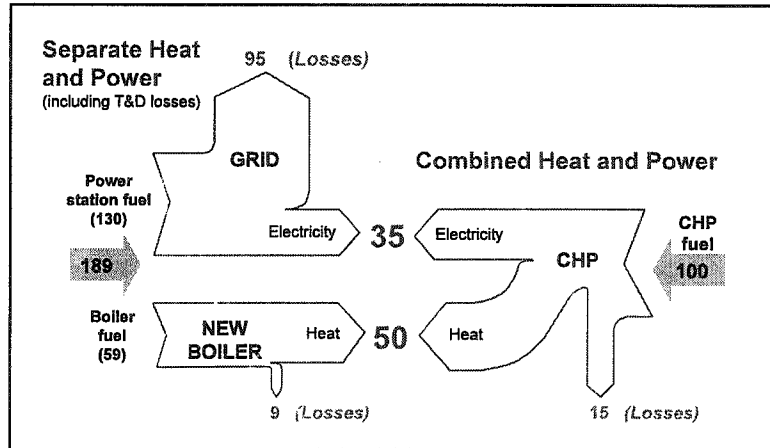 Separate Heat
and Power
(including T&D losses)
95 (Losses)
GRID
Combined Heat and Power
Power
station fuel
(130)
Electricity
35
Electricity
CHP
fuel
189
CHP
100
Boiler
fuel
(59)
NEW
BOILER
Heat
50
Heat
9 (Losses)
15 (Losses)